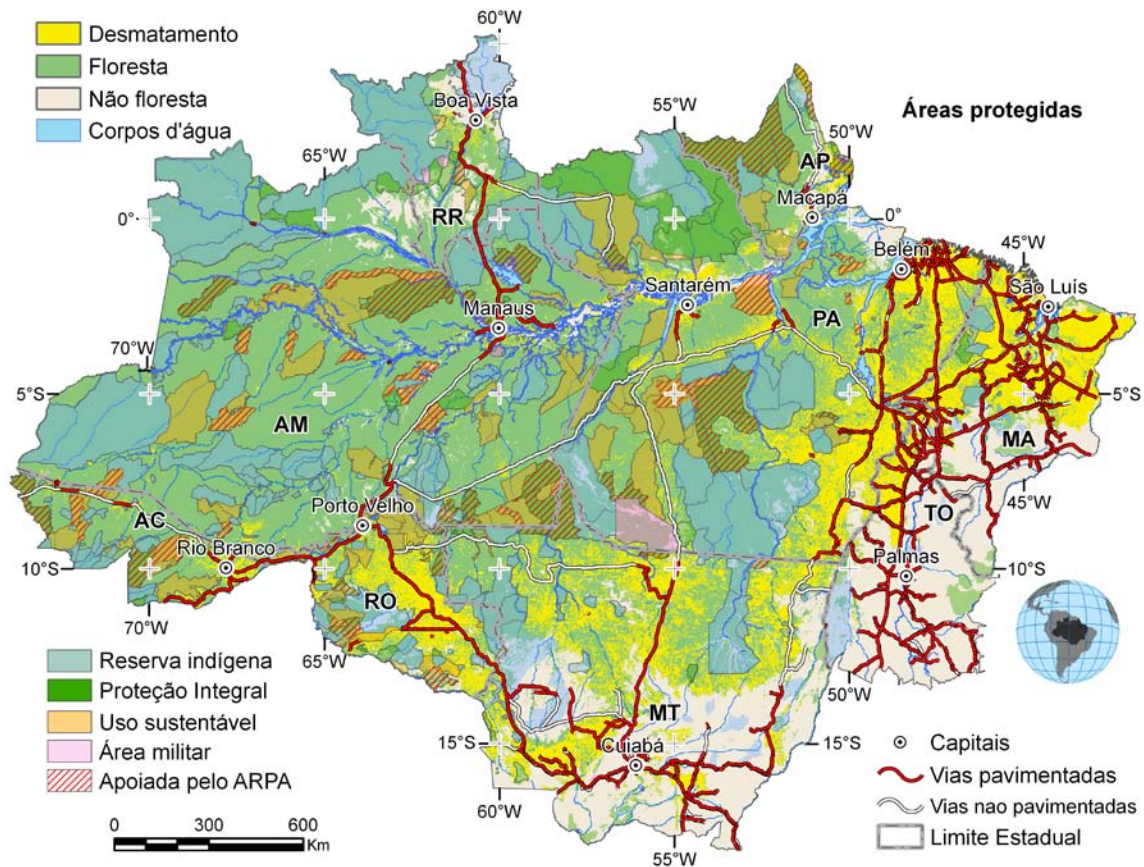 60°W
Desmatamento
Floresta
Não floresta
Corpos d'água
Boa Vista
55°W
Áreas protegidas
65°W
50°W
AP
RR
Macapá
0°
0°
Belém
45°W
Santarém
São Luís
Manaus
PA
70°W
5°S
5°S
AM
MA
45°W
Porto Velho
TO
AC
Rio Branco
Palmas
10°S
10°S
RO
70°W
65°W
Reserva indígena
Proteção Integral
Uso sustentável
Área militar
Apoiada pelo ARPA
50°W
MT
15°S
15°S
Cuiabá
Capitais
Vias pavimentadas
Vias nao pavimentadas
Limite Estadual
60°W
0 300 600
Km
55°W